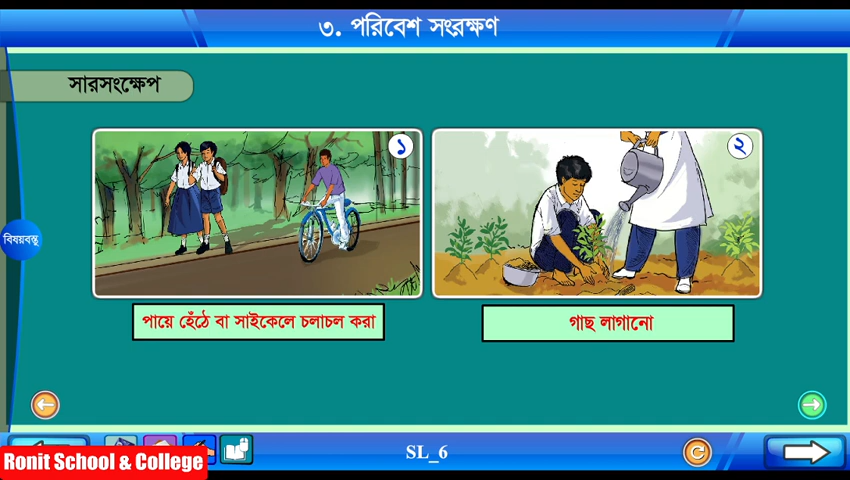 ৩. পরিবেশ সংরক্ষণ
সারসংক্ষেপ
১
২
বিষয়বস্তু
পায়ে হেঁঠে বা সাইকেলে চলাচল করা
গাছ লাগানো
SL_6
Ronit School & College